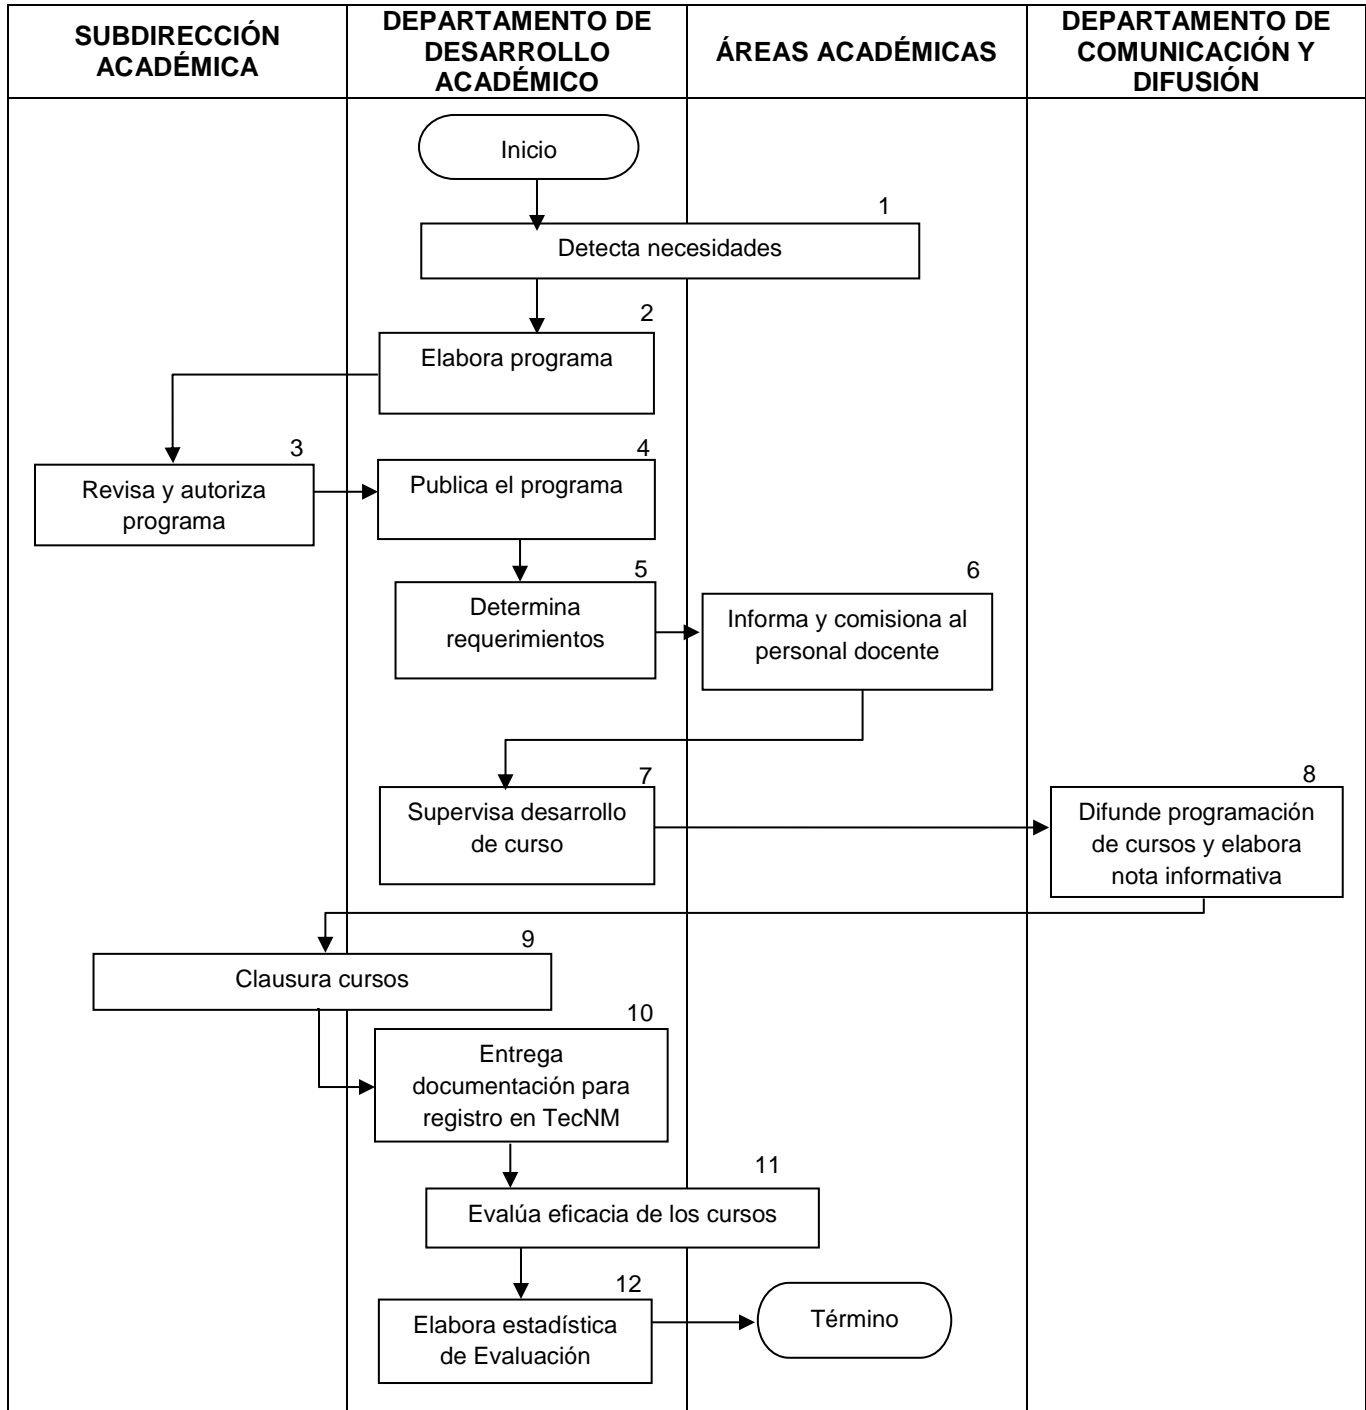 SUBDIRECCIÓN
ACADÉMICA
DEPARTAMENTO DE
DESARROLLO
ACADÉMICO
ÁREAS ACADÉMICAS
DEPARTAMENTO DE
COMUNICACIÓN Y
DIFUSIÓN
Inicio
1
Detecta necesidades
2
Elabora programa
3
Revisa y autoriza
programa
4
Publica el programa
5
Determina
requerimientos
6
Informa y comisiona al
personal docente
7
Supervisa desarrollo
de curso
8
Difunde programación
de cursos y elabora
nota informativa
9
Clausura cursos
10
Entrega
documentación para
registro en TecNM
11
Evalúa eficacia de los cursos
12
Elabora estadística
de Evaluación
Término